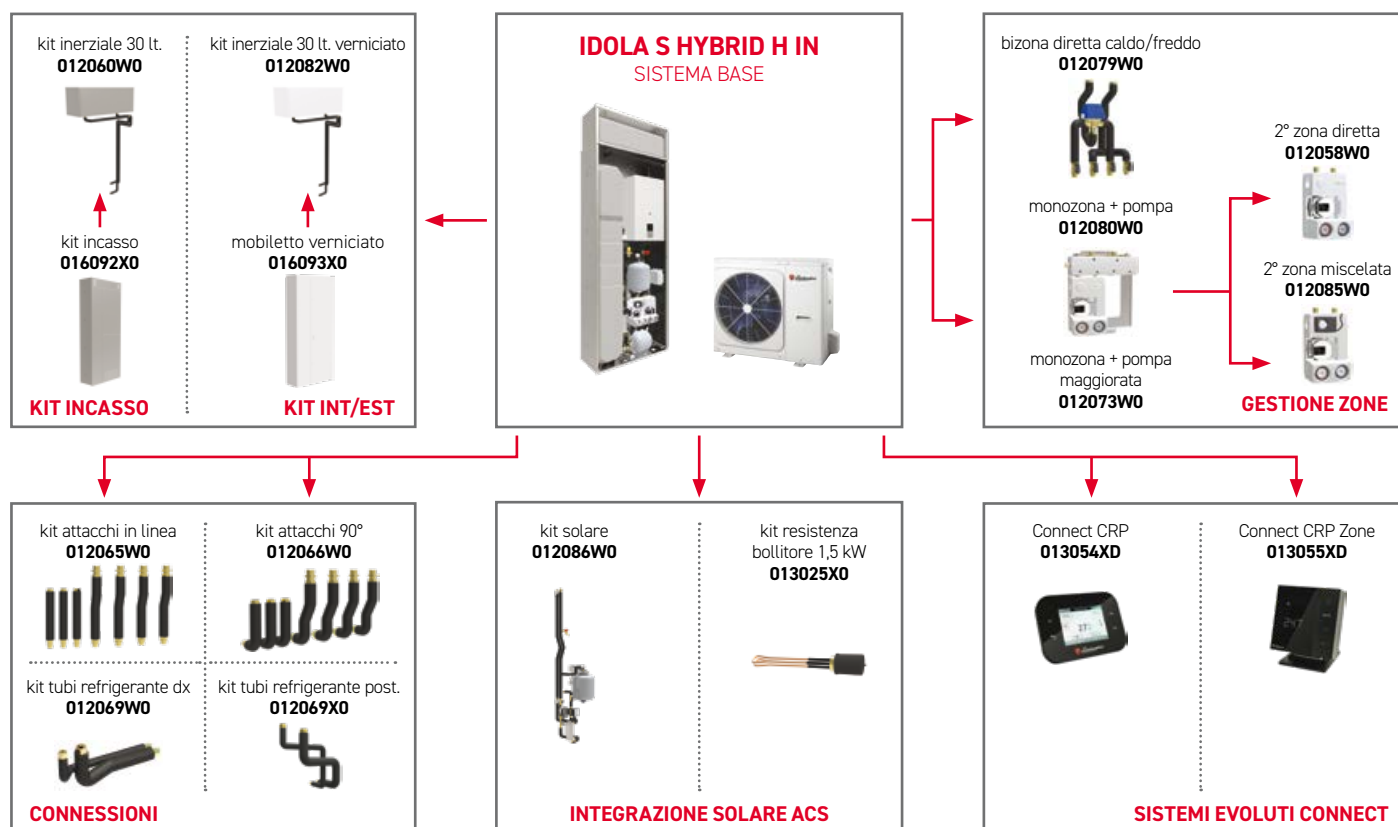 kit inerziale 30 lt.
012060W0
kit inerziale 30 lt. verniciato
012082W0
kit incasso
016092X0
mobiletto verniciato
016093X0
KIT INCASSO
KIT INT/EST
IDOLA S HYBRID H IN
SISTEMA BASE
bizona diretta caldo/freddo
012079W0
monozona + pompa
012080W0
monozona + pompa
maggiorata
012073W0
2° zona diretta
012058W0
2° zona miscelata
012085W0
GESTIONE ZONE
kit attacchi in linea
012065W0
kit attacchi 90°
012066W0
kit tubi refrigerante dx
012069W0
kit tubi refrigerante post.
012069X0
CONNESSIONI
kit solare
012086W0
kit resistenza
bollitore 1,5 kW
013025X0
INTEGRAZIONE SOLARE ACS
Connect CRP
013054XD
Connect CRP Zone
013055XD
SISTEMI EVOLUTI CONNECT